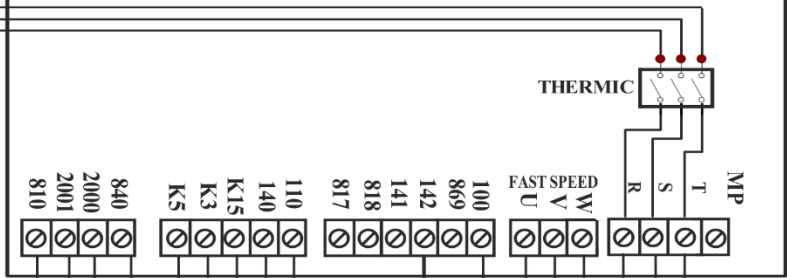 THERMIC
810 2001 2000 840 K5 K3 K15 140 110 817 818 141 142 869 100 FAST SPEED R S T MP
U V W